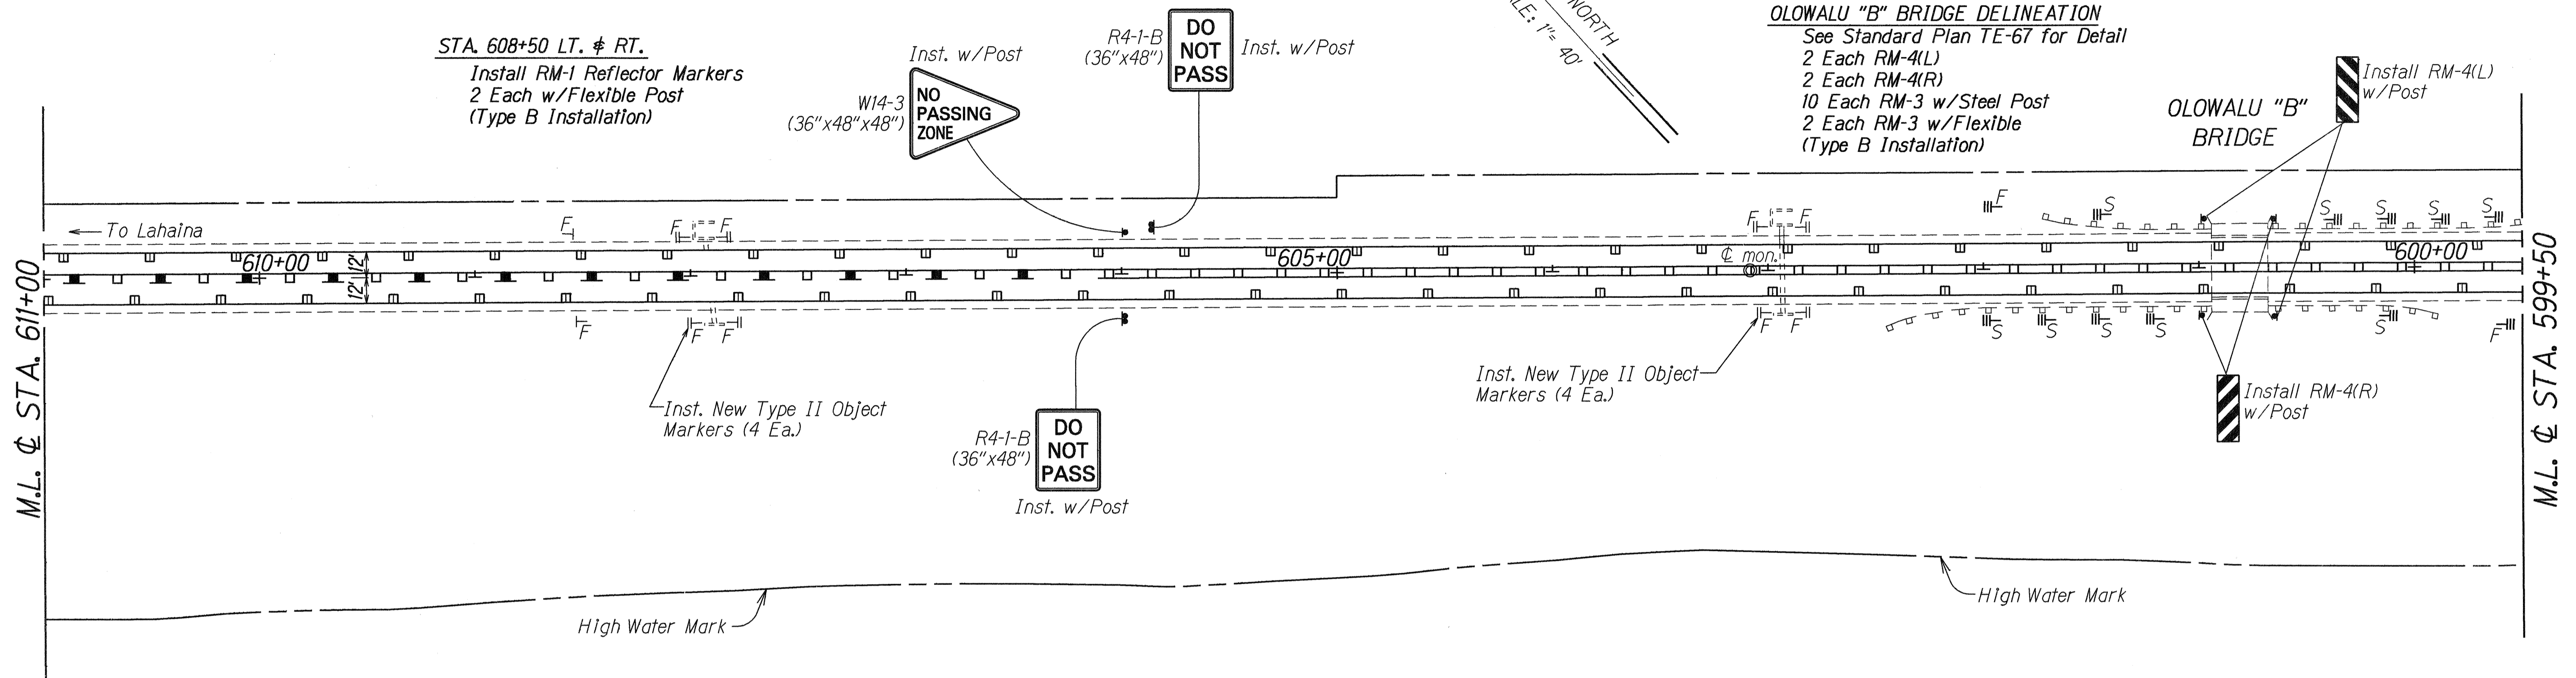 STA. 608+50 LT. & RT.
Install RM-1 Reflector Markers
2 Each w/Flexible Post
(Type B Installation)
Inst. w/Post
W14-3
(36"x48"x48")
NO
PASSING
ZONE
R4-1-B
(36"x48")
DO
NOT
PASS
Inst. w/Post
NORTH
1"= 40'
OLOWALU "B" BRIDGE DELINEATION
See Standard Plan TE-67 for Detail
2 Each RM-4(L)
2 Each RM-4(R)
10 Each RM-3 w/Steel Post
2 Each RM-3 w/Flexible
(Type B Installation)
OLOWALU "B"
BRIDGE
Install RM-4(L)
w/Post
To Lahaina
F
F
F
F
F
F
S
S
S
S
S
610+00
12'
12'
605+00
℄ mon.
600+00
M.L. ℄ STA. 611+00
M.L. ℄ STA. 599+50
F
F
F
F
F
S
S
S
S
S
F
Inst. New Type II Object
Markers (4 Ea.)
R4-1-B
(36"x48")
DO
NOT
PASS
Inst. w/Post
Inst. New Type II Object
Markers (4 Ea.)
Install RM-4(R)
w/Post
High Water Mark
High Water Mark